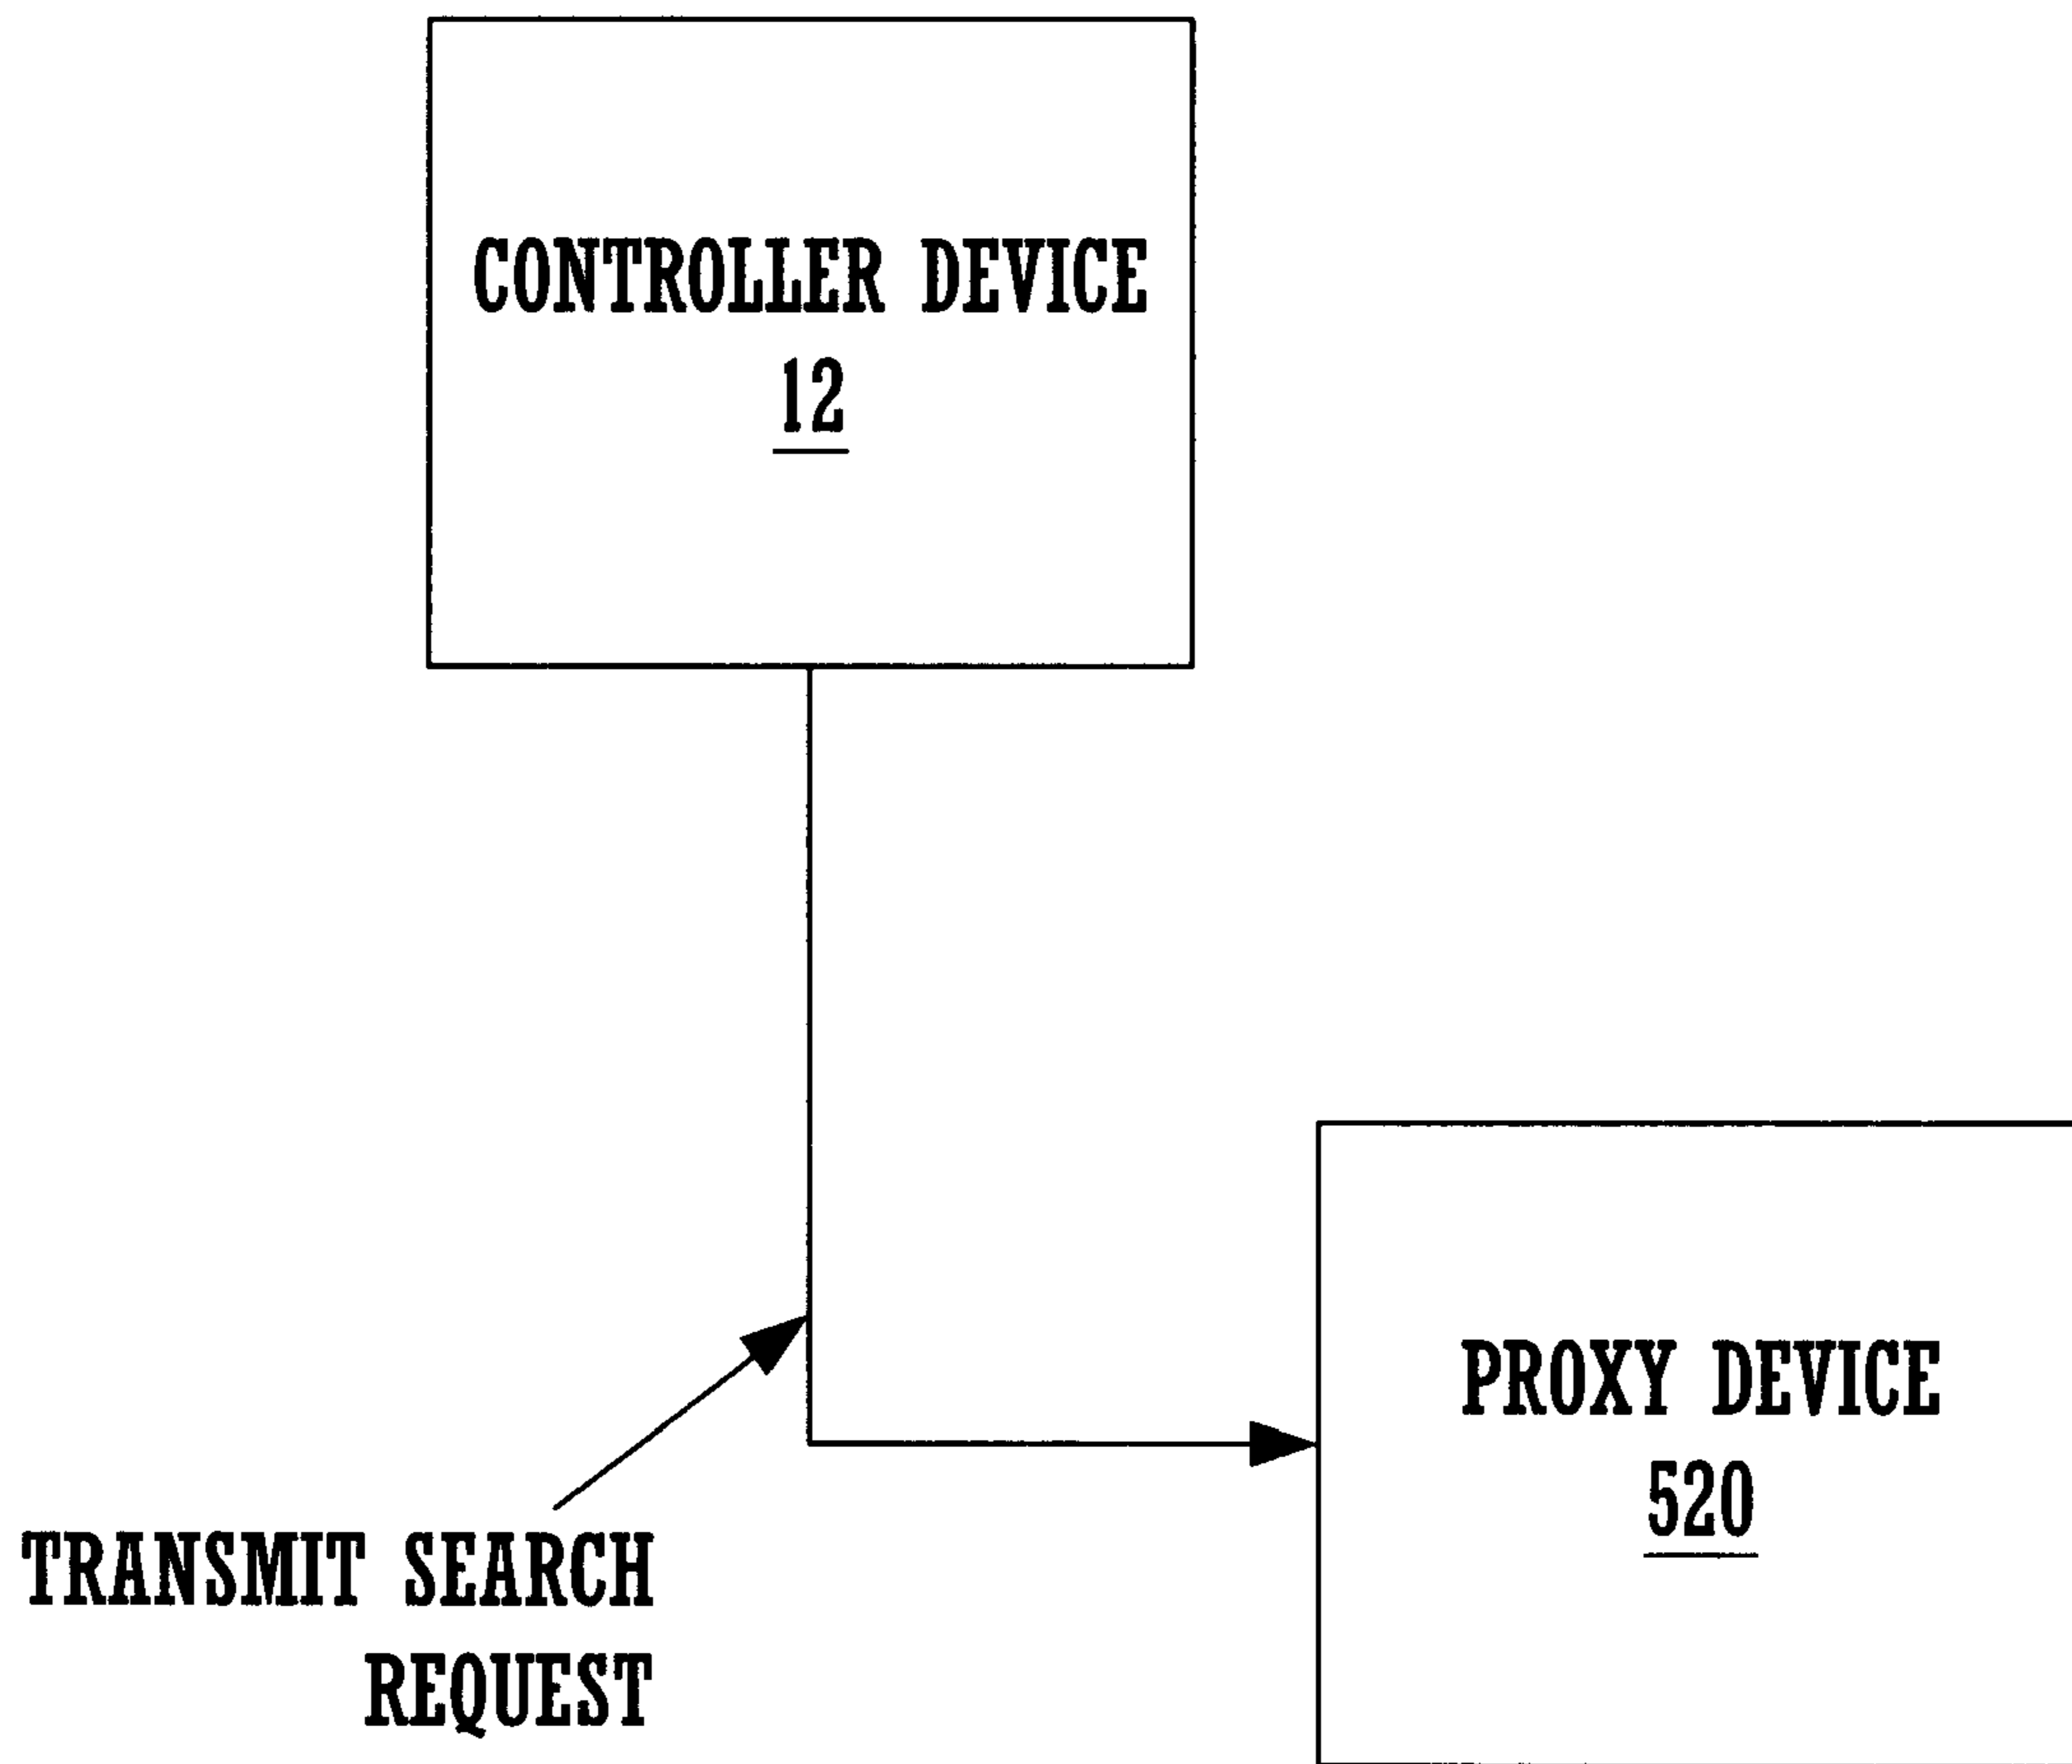 CONTROLLER DEVICE
12
PROXY DEVICE
520
TRANSMIT SEARCH
REQUEST